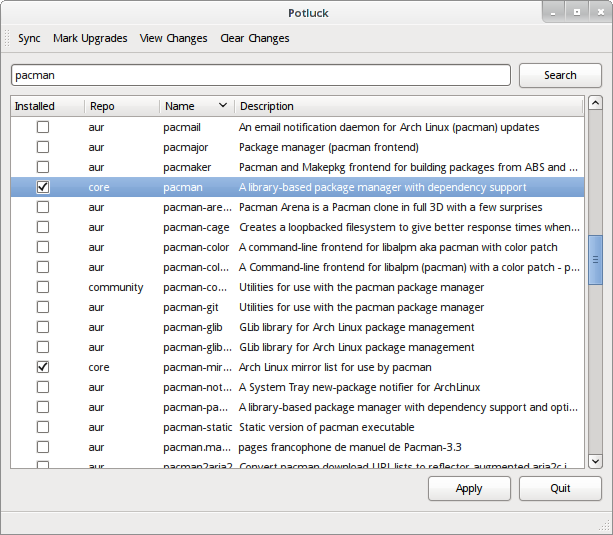 Potluck
Sync Mark Upgrades View Changes Clear Changes
pacman Search
Installed Repo Name Description
aur pacmail An email notification daemon for Arch Linux (pacman) updates
aur pacmajor Package manager (pacman frontend)
aur pacmaker Pacman and Makepkg frontend for building packages from ABS and ...
core pacman A library-based package manager with dependency support
aur pacman-are... Pacman Arena is a Pacman clone in full 3D with a few surprises
aur pacman-cage Creates a loopbacked filesystem to give better response times when...
aur pacman-color A command-line frontend for libalpm aka pacman with color patch
aur pacman-col... A Command-line frontend for libalpm (pacman) with a color patch - p...
community pacman-co... Utilities for use with the pacman package manager
aur pacman-git Utilities for use with the pacman package manager
aur pacman-glib GLib library for Arch Linux package management
aur pacman-glib... GLib library for Arch Linux package management
core pacman-mir... Arch Linux mirror list for use by pacman
aur pacman-not... A System Tray new-package notifier for ArchLinux
aur pacman-pa... A library-based package manager with dependency support and opti...
aur pacman-static Static version of pacman executable
aur pacman.ma... pages francophone de manuel de Pacman-3.3
aur pacman2aria2 Convert pacman download URL lists to reflector-augmented aria2c i...
Apply Quit